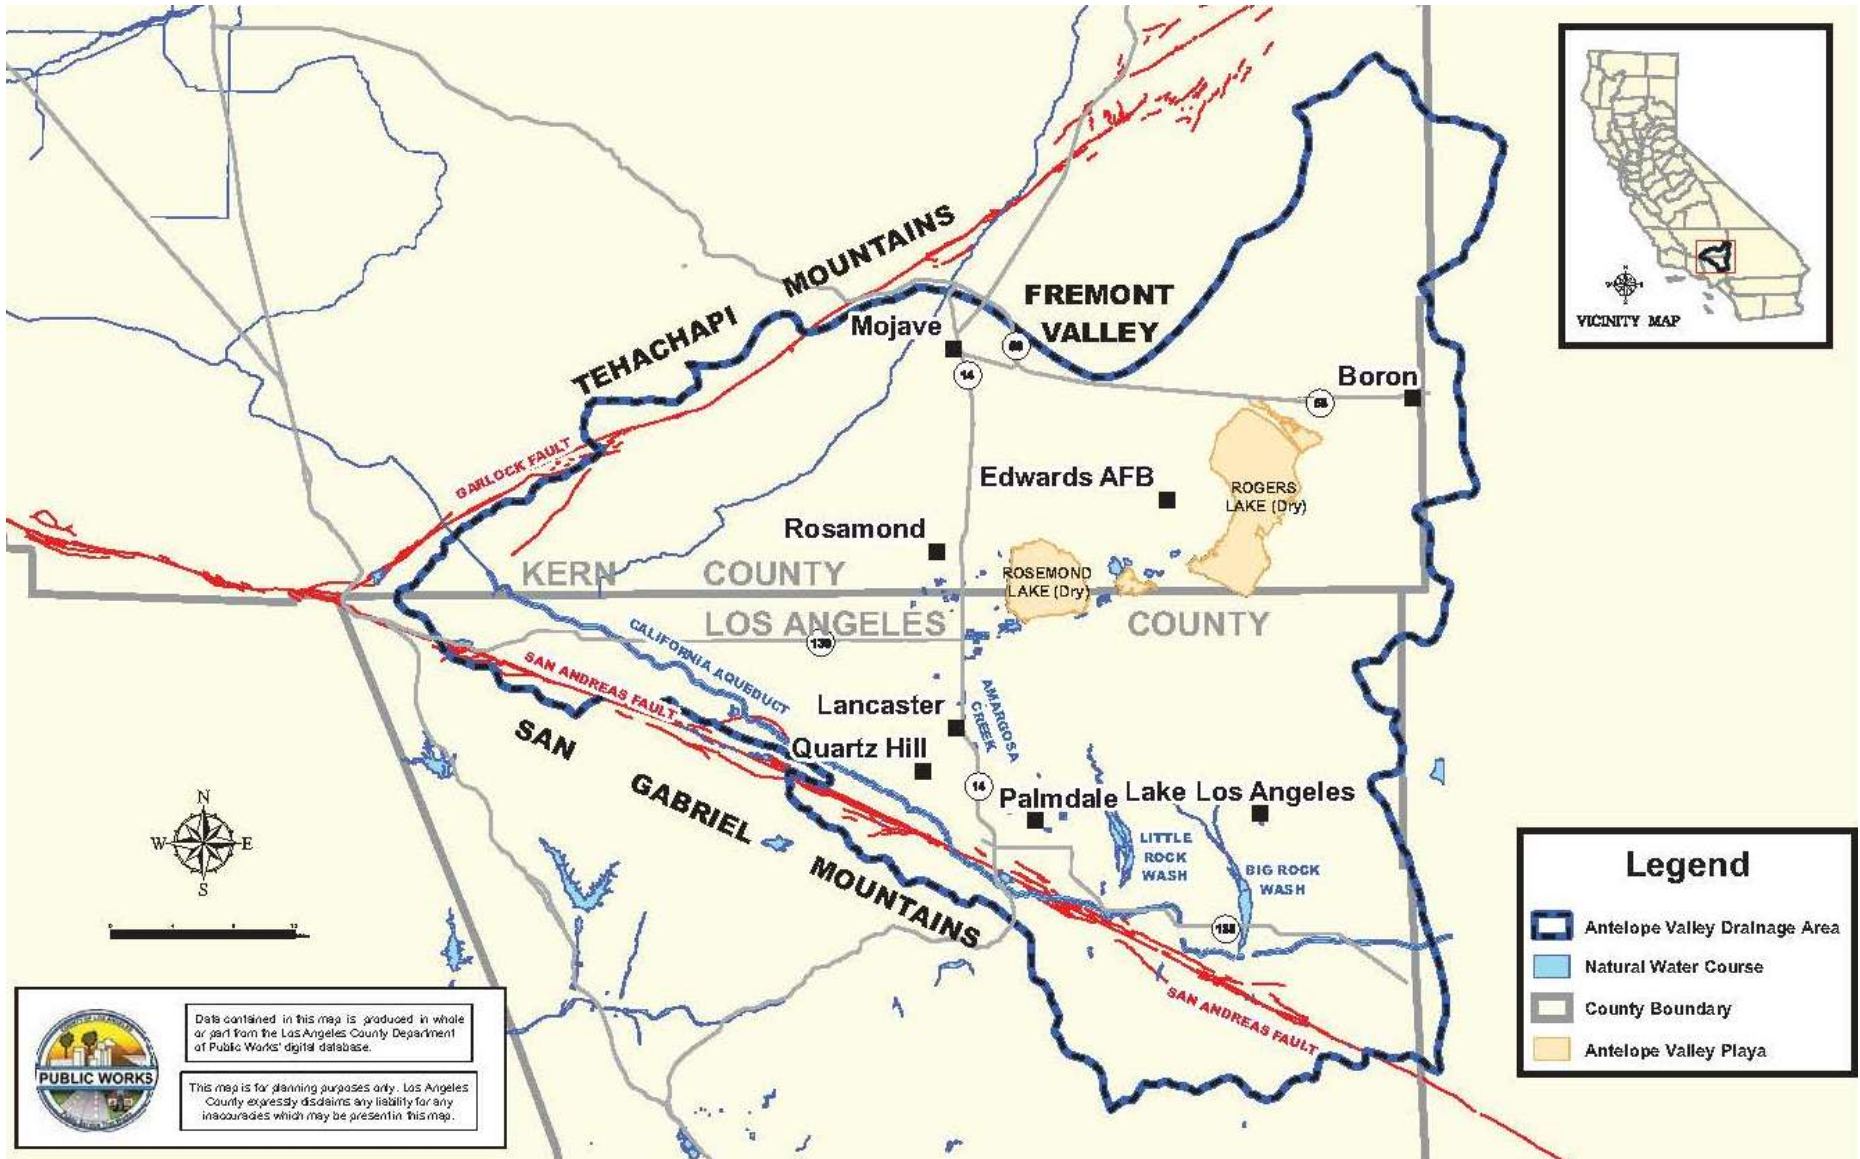 TEHACHAPI MOUNTAINS
FREMONT
VALLEY
Mojave
58
14
Boron
58
GARLOCK FAULT
Edwards AFB
ROGERS
LAKE (Dry)
Rosamond
ROSEMOND
LAKE (Dry)
KERN COUNTY
LOS ANGELES COUNTY
138
CALIFORNIA AQUEDUCT
SAN ANDREAS FAULT
SAN GABRIEL MOUNTAINS
Lancaster
AMARGOSA
CREEK
Quartz Hill
14
Palmdale
Lake Los Angeles
LITTLE
ROCK
WASH
BIG ROCK
WASH
138
SAN ANDREAS FAULT
N
W E
S
VICINITY MAP
Legend
Antelope Valley Drainage Area
Natural Water Course
County Boundary
Antelope Valley Playa
PUBLIC WORKS
Data contained in this map is produced in whole
or part from the Los Angeles County Department
of Public Works' digital database.
This map is for planning purposes only. Los Angeles
County expressly disclaims any liability for any
inaccuracies which may be present in this map.